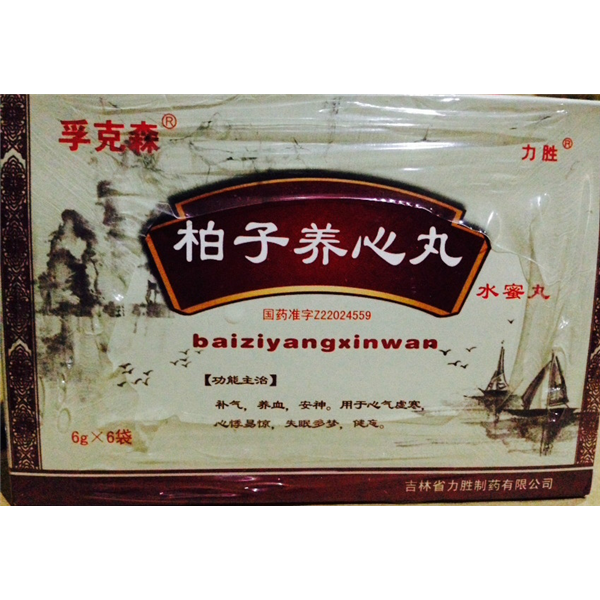 孚克森®
力胜®
柏子养心丸
水蜜丸
国药准字Z22024559
baiziyangxinwan
【功能主治】
补气，养血，安神。用于心气虚寒，
心悸易惊，失眠多梦，健忘。
6g×6袋
吉林省力胜制药有限公司